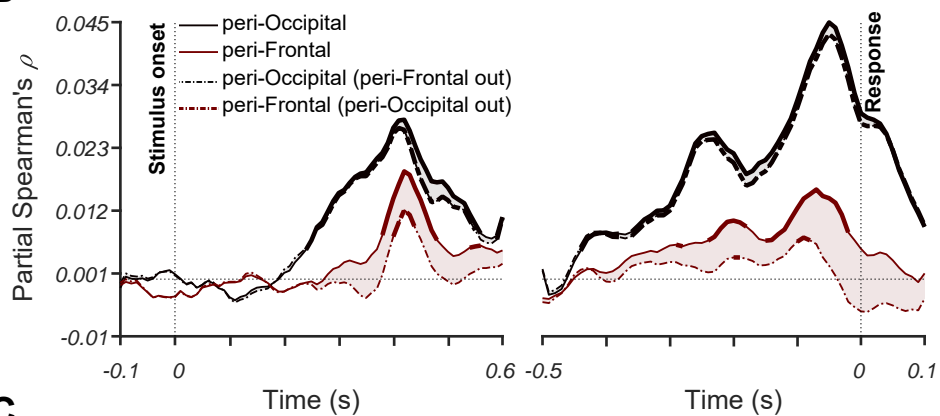 peri-Occipital
peri-Frontal
peri-Occipital (peri-Frontal out)
peri-Frontal (peri-Occipital out)
Stimulus onset
Response
Partial Spearman's ρ
0.045
0.034
0.023
0.012
0.001
-0.01
-0.1 0 0.6 -0.5 0 0.1
Time (s) Time (s)